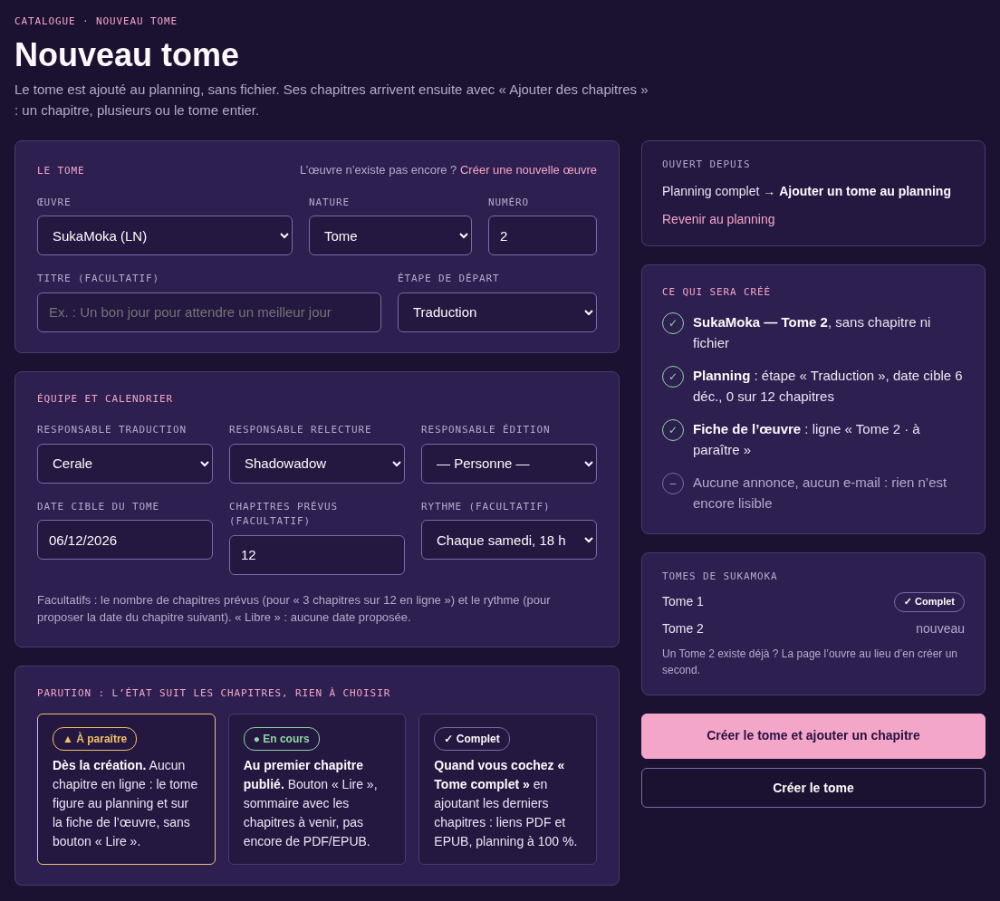 CATALOGUE · NOUVEAU TOME
Nouveau tome
Le tome est ajouté au planning, sans fichier. Ses chapitres arrivent ensuite avec « Ajouter des chapitres »
: un chapitre, plusieurs ou le tome entier.
LE TOME
L’œuvre n’existe pas encore ? Créer une nouvelle œuvre
ŒUVRE
NATURE
NUMÉRO
SukaMoka (LN)
Tome
2
TITRE (FACULTATIF)
ÉTAPE DE DÉPART
Ex. : Un bon jour pour attendre un meilleur jour
Traduction
ÉQUIPE ET CALENDRIER
RESPONSABLE TRADUCTION
RESPONSABLE RELECTURE
RESPONSABLE ÉDITION
Cerale
Shadowadow
— Personne —
DATE CIBLE DU TOME
CHAPITRES PRÉVUS
(FACULTATIF)
RYTHME (FACULTATIF)
06/12/2026
12
Chaque samedi, 18 h
Facultatifs : le nombre de chapitres prévus (pour « 3 chapitres sur 12 en ligne ») et le rythme (pour
proposer la date du chapitre suivant). « Libre » : aucune date proposée.
PARUTION : L’ÉTAT SUIT LES CHAPITRES, RIEN À CHOISIR
▲ À paraître
Dès la création. Aucun
chapitre en ligne : le tome
figure au planning et sur
la fiche de l’œuvre, sans
bouton « Lire ».
● En cours
Au premier chapitre
publié. Bouton « Lire »,
sommaire avec les
chapitres à venir, pas
encore de PDF/EPUB.
✓ Complet
Quand vous cochez «
Tome complet » en
ajoutant les derniers
chapitres : liens PDF et
EPUB, planning à 100 %.
OUVERT DEPUIS
Planning complet → Ajouter un tome au planning
Revenir au planning
CE QUI SERA CRÉÉ
✓ SukaMoka — Tome 2, sans chapitre ni
fichier
✓ Planning : étape « Traduction », date cible 6
déc., 0 sur 12 chapitres
✓ Fiche de l’œuvre : ligne « Tome 2 · à
paraître »
– Aucune annonce, aucun e-mail : rien n’est
encore lisible
TOMES DE SUKAMOKA
Tome 1
✓ Complet
Tome 2
nouveau
Un Tome 2 existe déjà ? La page l’ouvre au lieu d’en créer un
second.
Créer le tome et ajouter un chapitre
Créer le tome